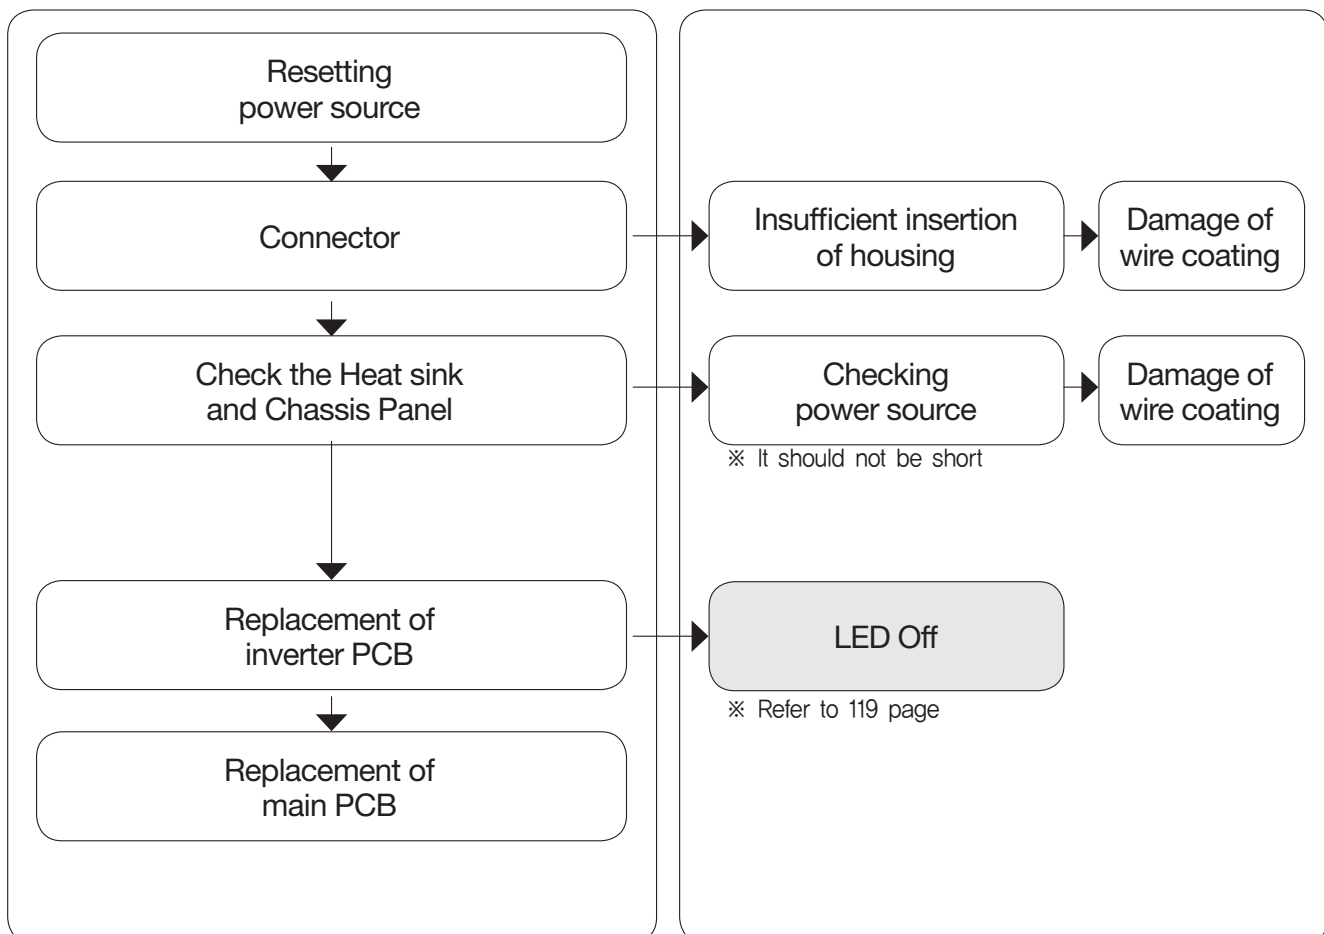 Resetting
power source
Connector
Insufficient insertion
of housing
Damage of
wire coating
Check the Heat sink
and Chassis Panel
Checking
power source
Damage of
wire coating
※ It should not be short
Replacement of
inverter PCB
LED Off
※ Refer to 119 page
Replacement of
main PCB